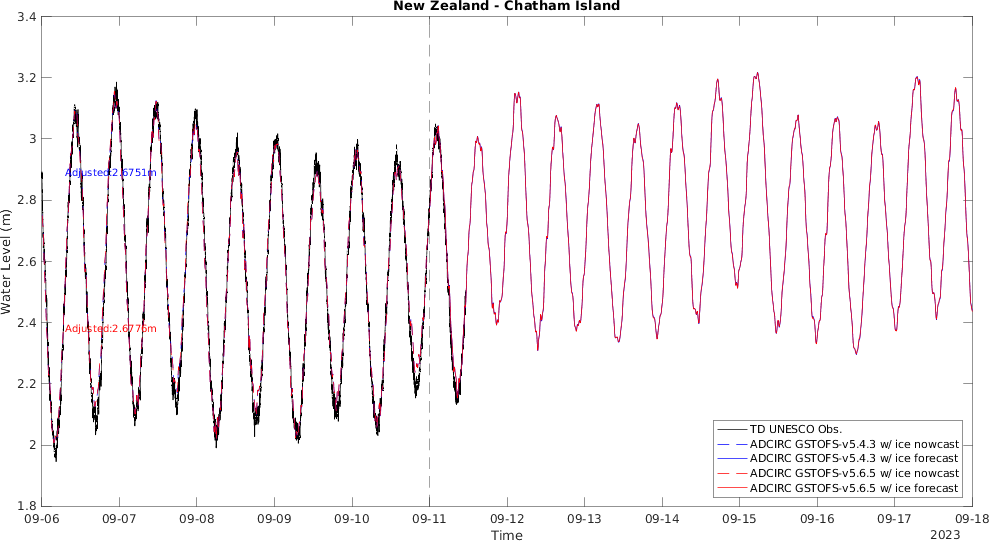 New Zealand - Chatham Island
3.4
3.2
3
2.8
2.6
2.4
2.2
2
1.8
Water Level (m)
Adjusted:2.6751m
Adjusted:2.6776m
TD UNESCO Obs.
ADCIRC GSTOFS-v5.4.3 w/ ice nowcast
ADCIRC GSTOFS-v5.4.3 w/ ice forecast
ADCIRC GSTOFS-v5.6.5 w/ ice nowcast
ADCIRC GSTOFS-v5.6.5 w/ ice forecast
09-06 09-07 09-08 09-09 09-10 09-11 09-12 09-13 09-14 09-15 09-16 09-17 09-18
Time
2023